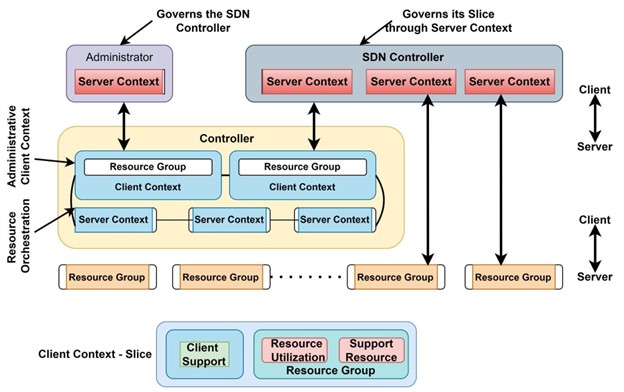 Governs the SDN
Controller
Governs its Slice
through Server Context
Administrator
Server Context
SDN Controller
Server Context
Server Context
Server Context
Client
Server
Adminiistrative
Client Context
Controller
Resource Group
Client Context
Resource Group
Client Context
Resource
Orchestration
Server Context
Server Context
Server Context
Client
Server
Resource Group
Resource Group
Resource Group
Resource Group
Client Context - Slice
Client
Support
Resource
Utilization
Support
Resource
Resource Group